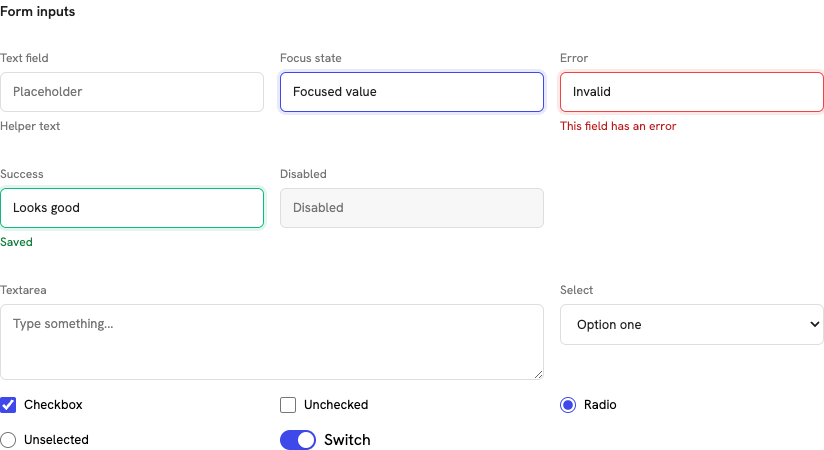 Form inputs
Text field
Focus state
Error
Placeholder
Focused value
Invalid
Helper text
This field has an error
Success
Disabled
Looks good
Disabled
Saved
Textarea
Select
Type something...
Option one
Checkbox
Unchecked
Radio
Unselected
Switch